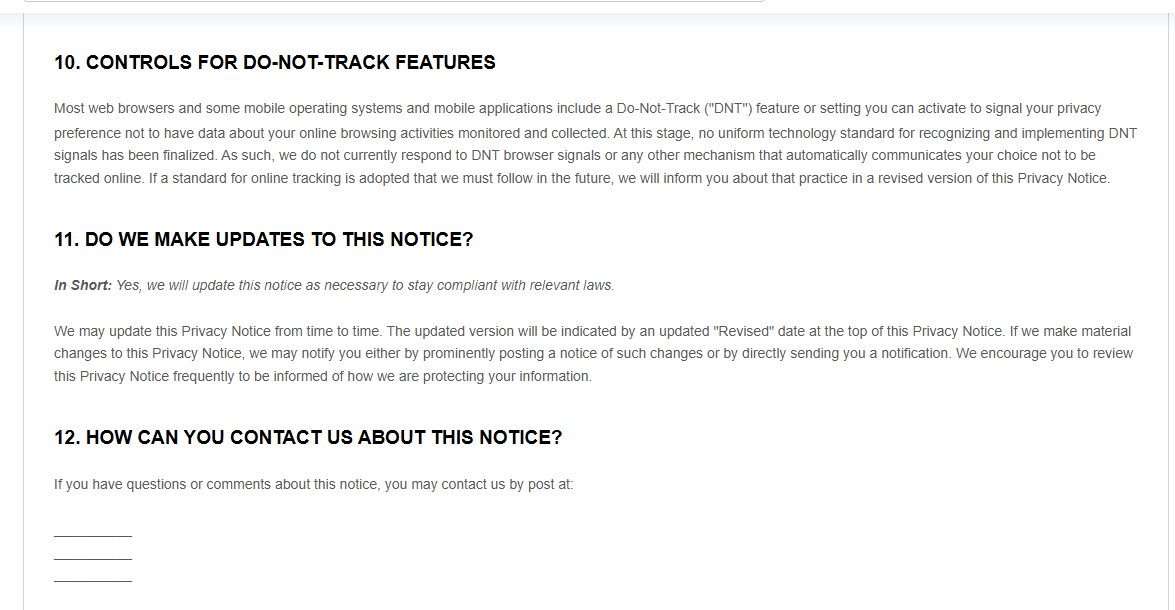 10. CONTROLS FOR DO-NOT-TRACK FEATURES
Most web browsers and some mobile operating systems and mobile applications include a Do-Not-Track ("DNT") feature or setting you can activate to signal your privacy
preference not to have data about your online browsing activities monitored and collected. At this stage, no uniform technology standard for recognizing and implementing DNT
signals has been finalized. As such, we do not currently respond to DNT browser signals or any other mechanism that automatically communicates your choice not to be
tracked online. If a standard for online tracking is adopted that we must follow in the future, we will inform you about that practice in a revised version of this Privacy Notice.
11. DO WE MAKE UPDATES TO THIS NOTICE?
In Short: Yes, we will update this notice as necessary to stay compliant with relevant laws.
We may update this Privacy Notice from time to time. The updated version will be indicated by an updated "Revised" date at the top of this Privacy Notice. If we make material
changes to this Privacy Notice, we may notify you either by prominently posting a notice of such changes or by directly sending you a notification. We encourage you to review
this Privacy Notice frequently to be informed of how we are protecting your information.
12. HOW CAN YOU CONTACT US ABOUT THIS NOTICE?
If you have questions or comments about this notice, you may contact us by post at:
__________
__________
__________